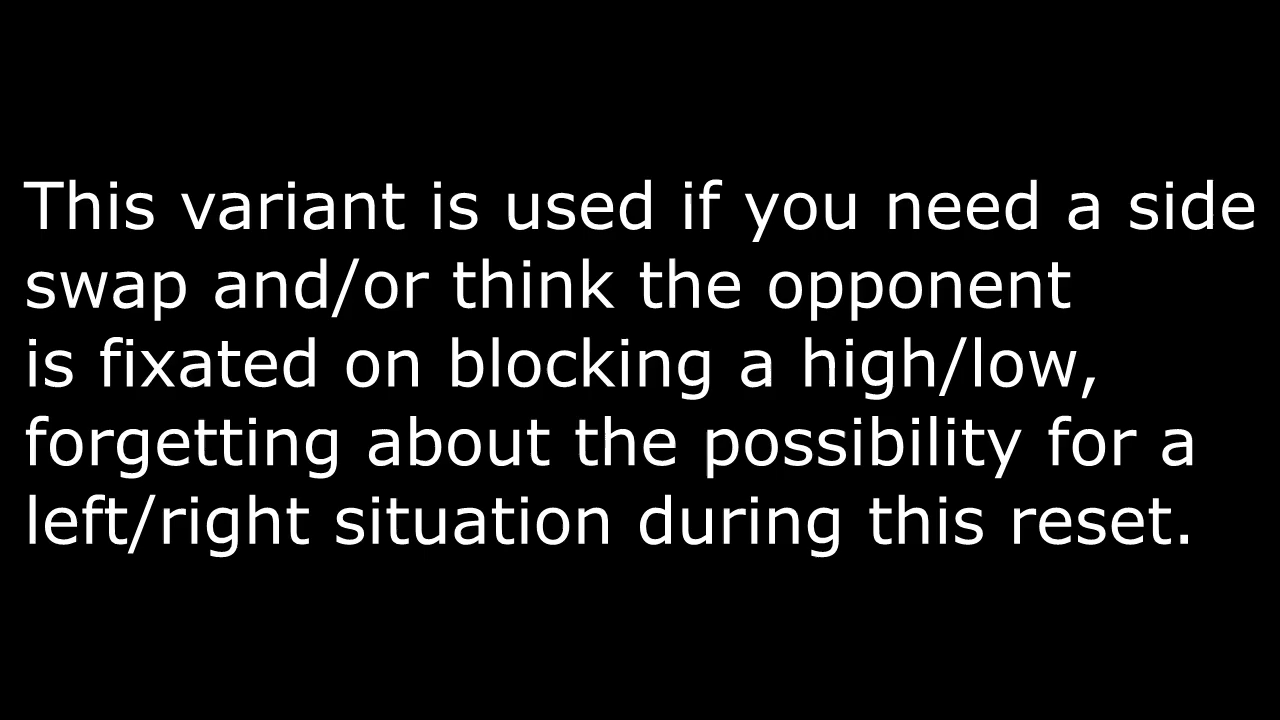 This variant is used if you need a side
swap and/or think the opponent
is fixated on blocking a high/low,
forgetting about the possibility for a
left/right situation during this reset.